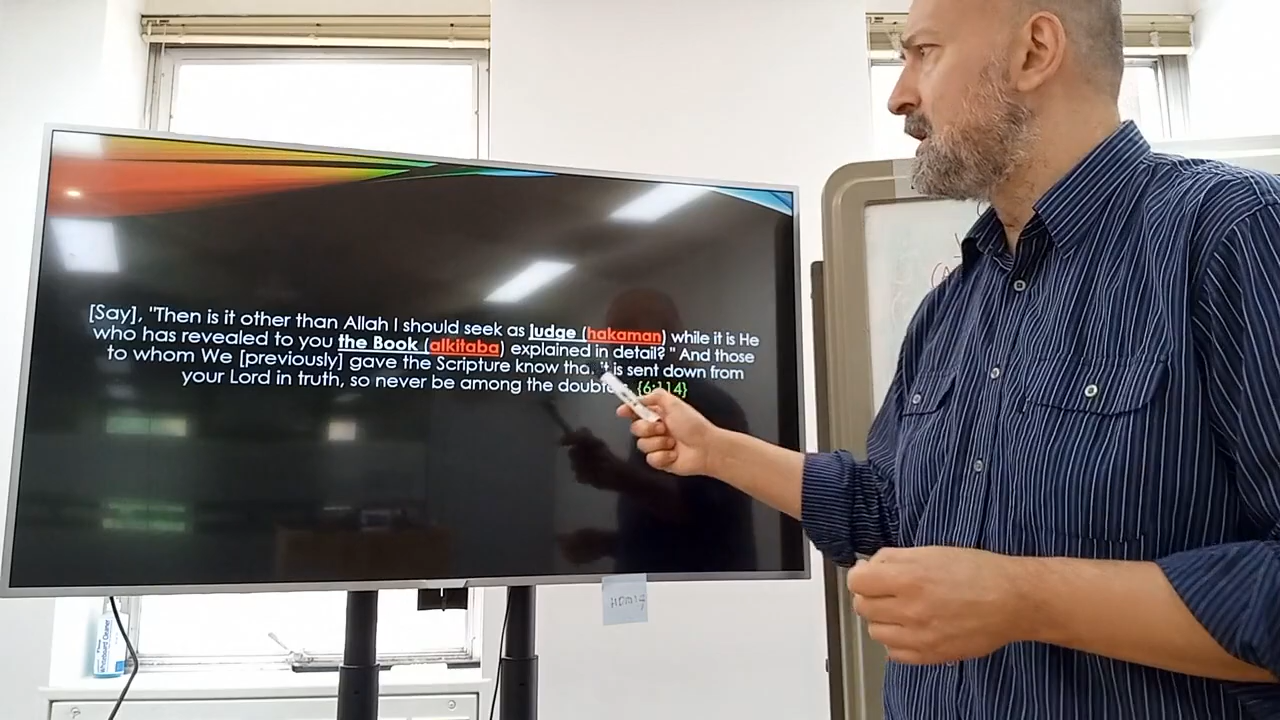 [Say], "Then is it other than Allah I should seek as Judge (hakaman) while it is He
who has revealed to you the Book (alkitaba) explained in detail? " And those
to whom We [previously] gave the Scripture know that it is sent down from
your Lord in truth, so never be among the {6:114}
Whiteboard Cleaner